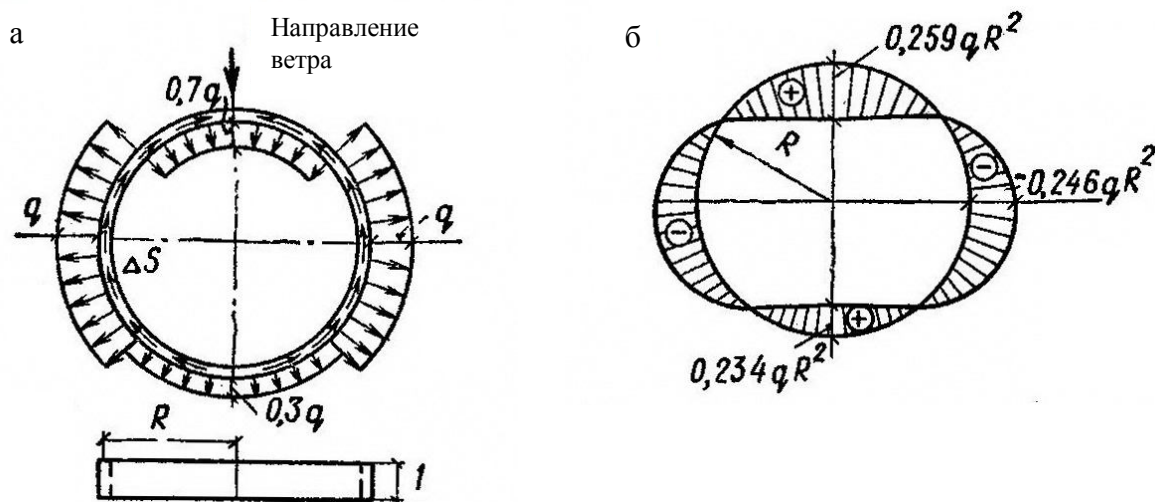 а
Направление
ветра
0,7q
q
q
ΔS
0,3q
R
1
б
0,259qR²
R
-0,246qR²
0,234qR²